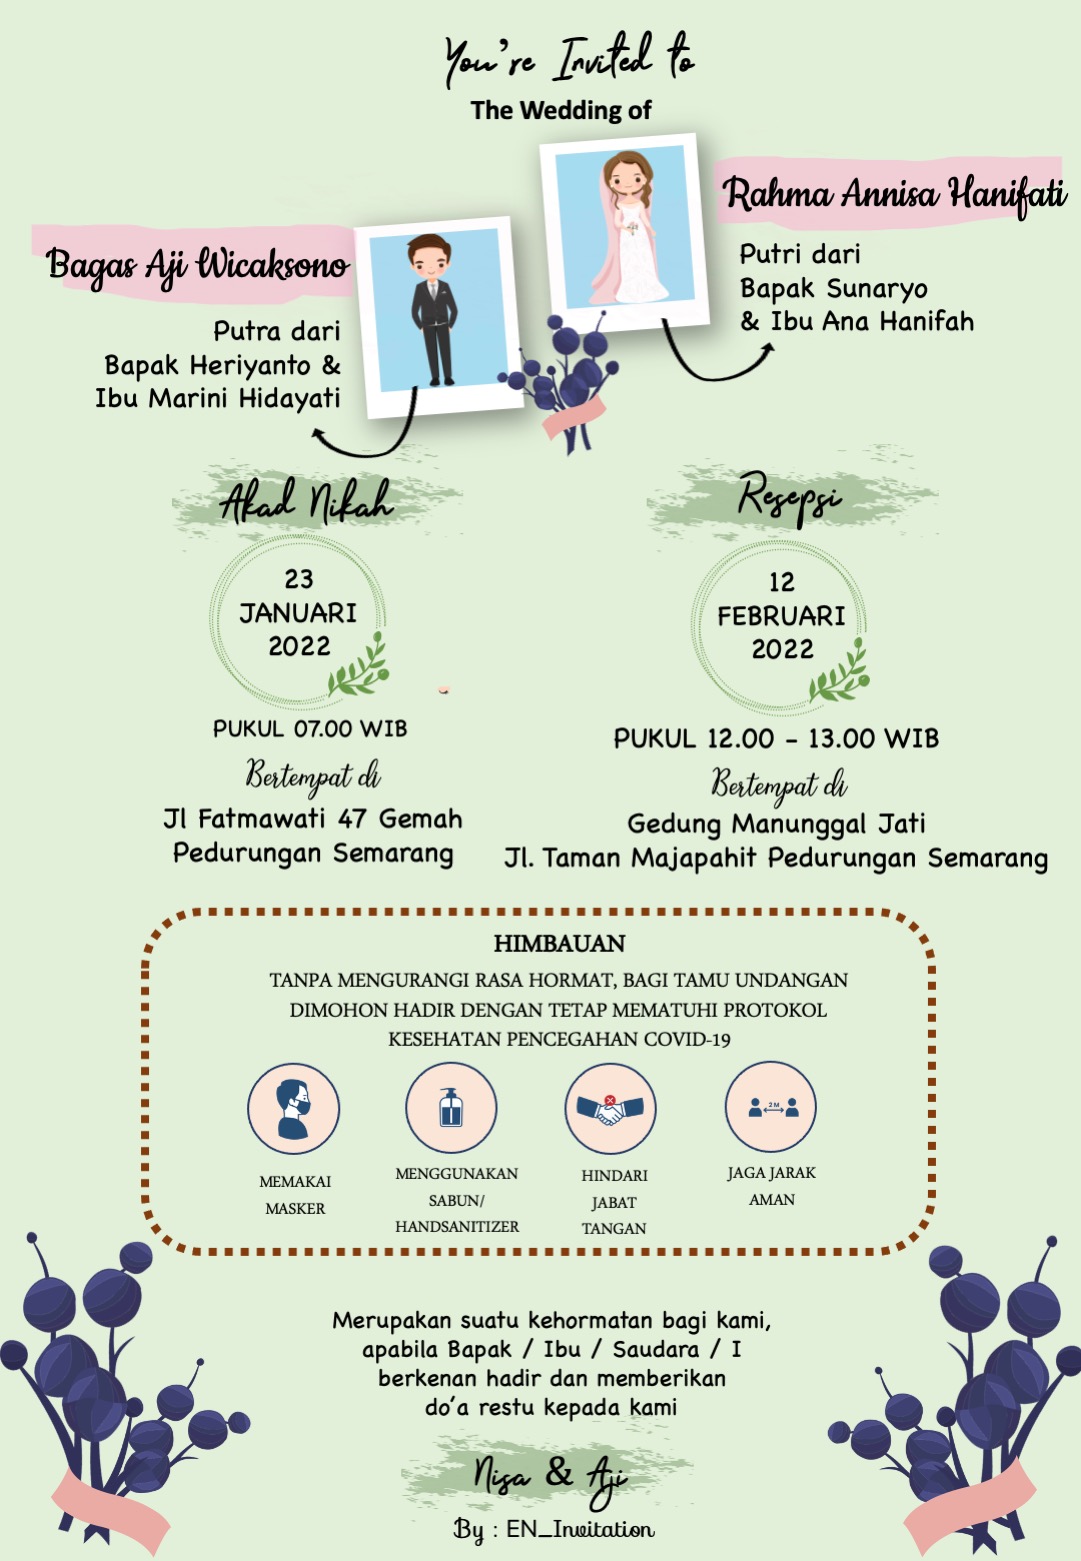 You're Invited to
The Wedding of
Rahma Annisa Hanifati
Putri dari
Bapak Sunaryo
& Ibu Ana Hanifah
Bagas Aji Wicaksono
Putra dari
Bapak Heriyanto &
Ibu Marini Hidayati
Akad Nikah
23
JANUARI
2022
PUKUL 07.00 WIB
Bertempat di
Jl Fatmawati 47 Gemah
Pedurungan Semarang
Resepsi
12
FEBRUARI
2022
PUKUL 12.00 - 13.00 WIB
Bertempat di
Gedung Manunggal Jati
Jl. Taman Majapahit Pedurungan Semarang
HIMBAUAN
TANPA MENGURANGI RASA HORMAT, BAGI TAMU UNDANGAN
DIMOHON HADIR DENGAN TETAP MEMATUHI PROTOKOL
KESEHATAN PENCEGAHAN COVID-19
MEMAKAI
MASKER
MENGGUNAKAN
SABUN/
HANDSANITIZER
HINDARI
JABAT
TANGAN
2 M
JAGA JARAK
AMAN
Merupakan suatu kehormatan bagi kami,
apabila Bapak / Ibu / Saudara / I
berkenan hadir dan memberikan
do'a restu kepada kami
Nisa & Aji
By : EN_Invitation